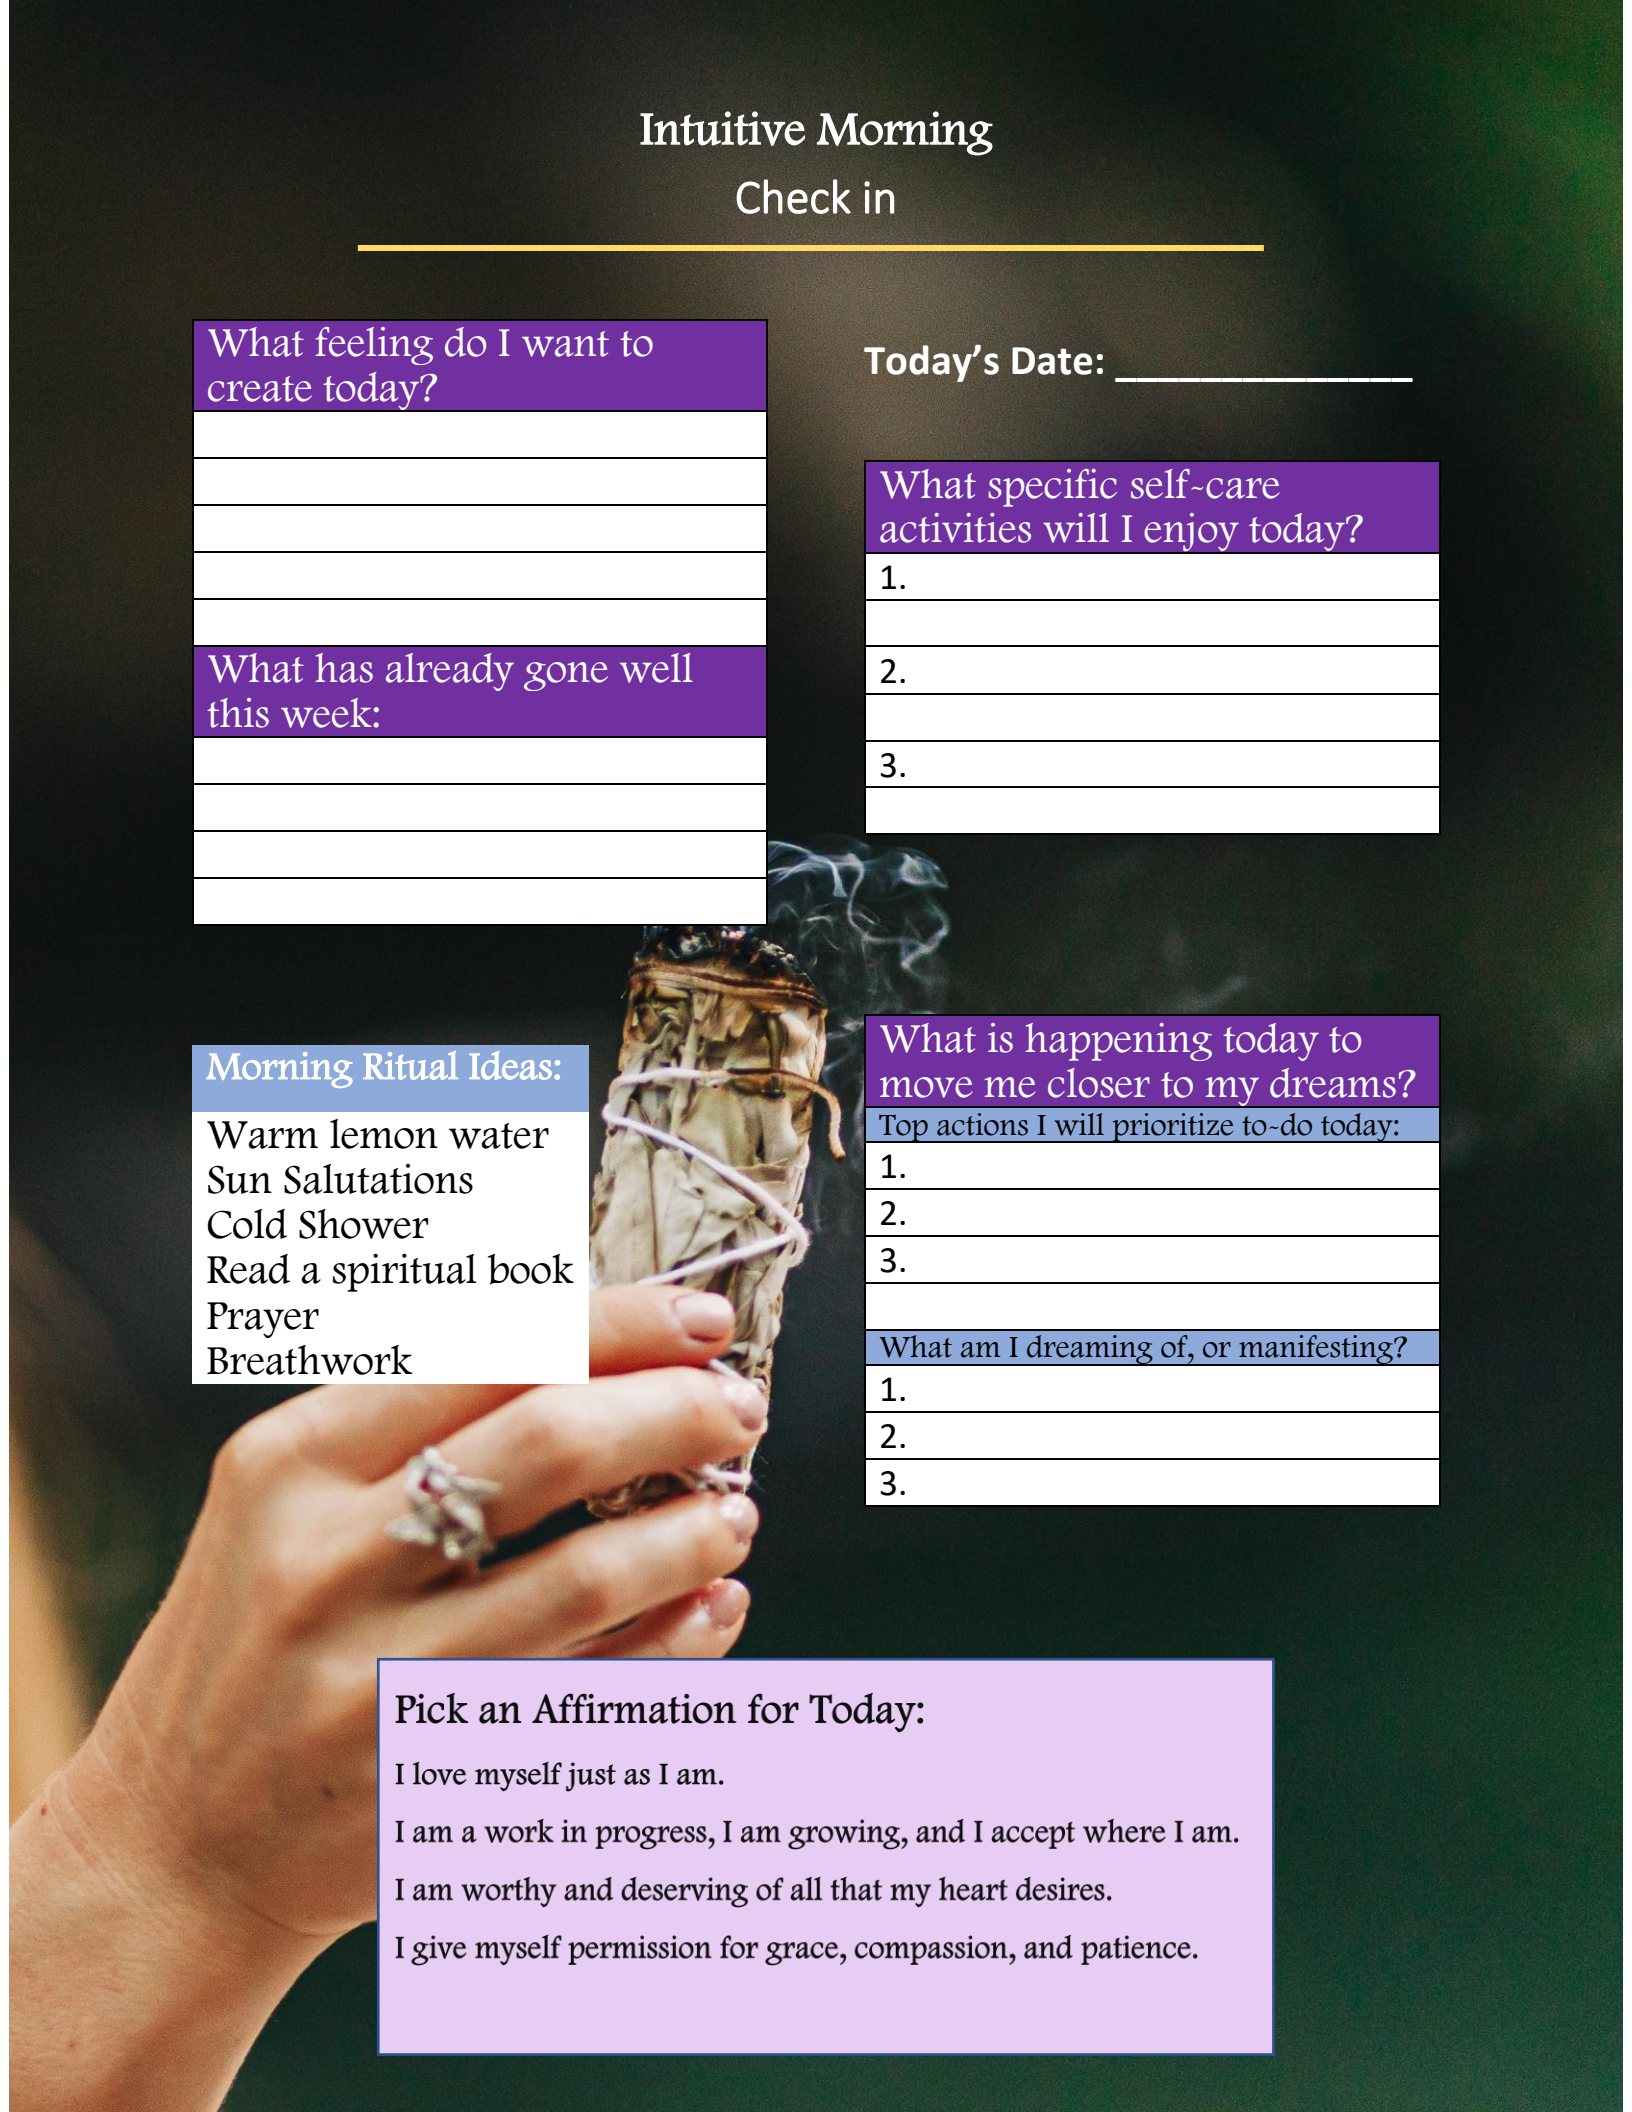 Intuitive Morning
Check in
What feeling do I want to
create today?
What has already gone well
this week:
Today’s Date: ______________
What specific self-care
activities will I enjoy today?
1.
2.
3.
Morning Ritual Ideas:
Warm lemon water
Sun Salutations
Cold Shower
Read a spiritual book
Prayer
Breathwork
What is happening today to
move me closer to my dreams?
Top actions I will prioritize to-do today:
1.
2.
3.
What am I dreaming of, or manifesting?
1.
2.
3.
Pick an Affirmation for Today:
I love myself just as I am.
I am a work in progress, I am growing, and I accept where I am.
I am worthy and deserving of all that my heart desires.
I give myself permission for grace, compassion, and patience.